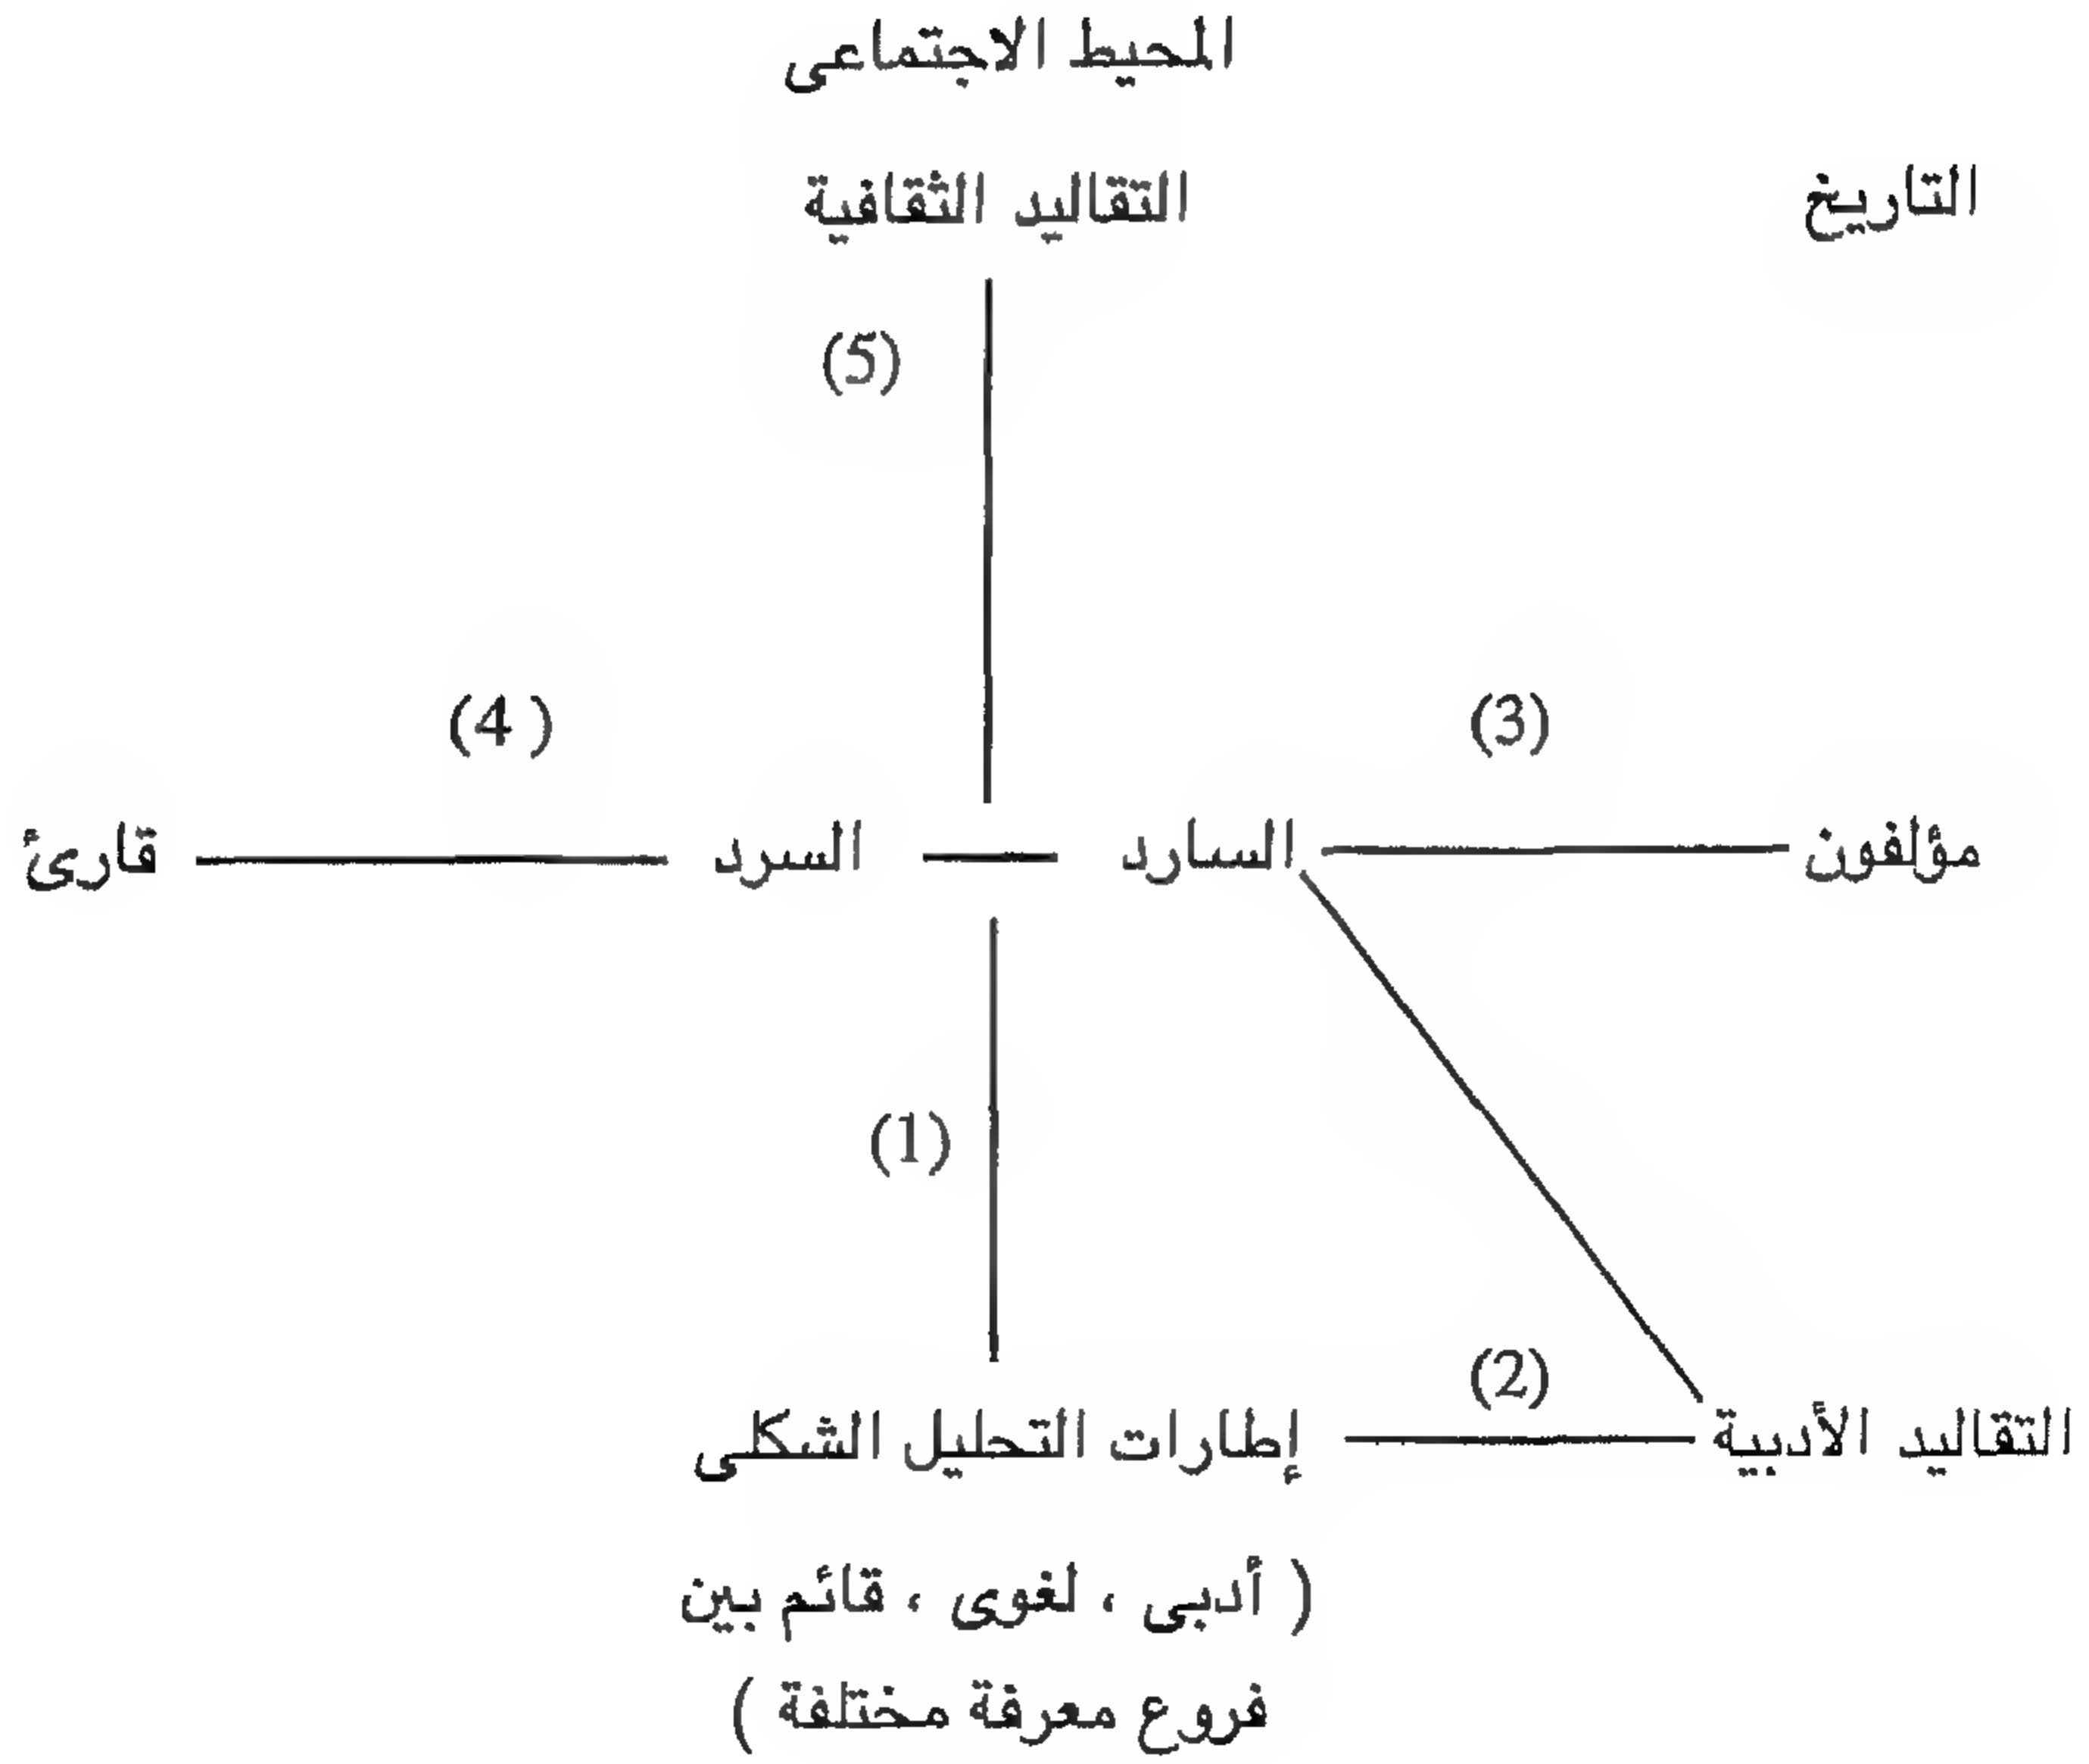 المحيط الاجتماعى
التاريخ
التقاليد الثقافية
(5)
(3)
(4 )
مؤلفون
السارد
السرد
قارئ
(1)
(2)
التقاليد الأدبية
إطارات التحليل الشكلى
( أدبى ، لغوى ، قائم بين
فروع معرفة مختلفة )